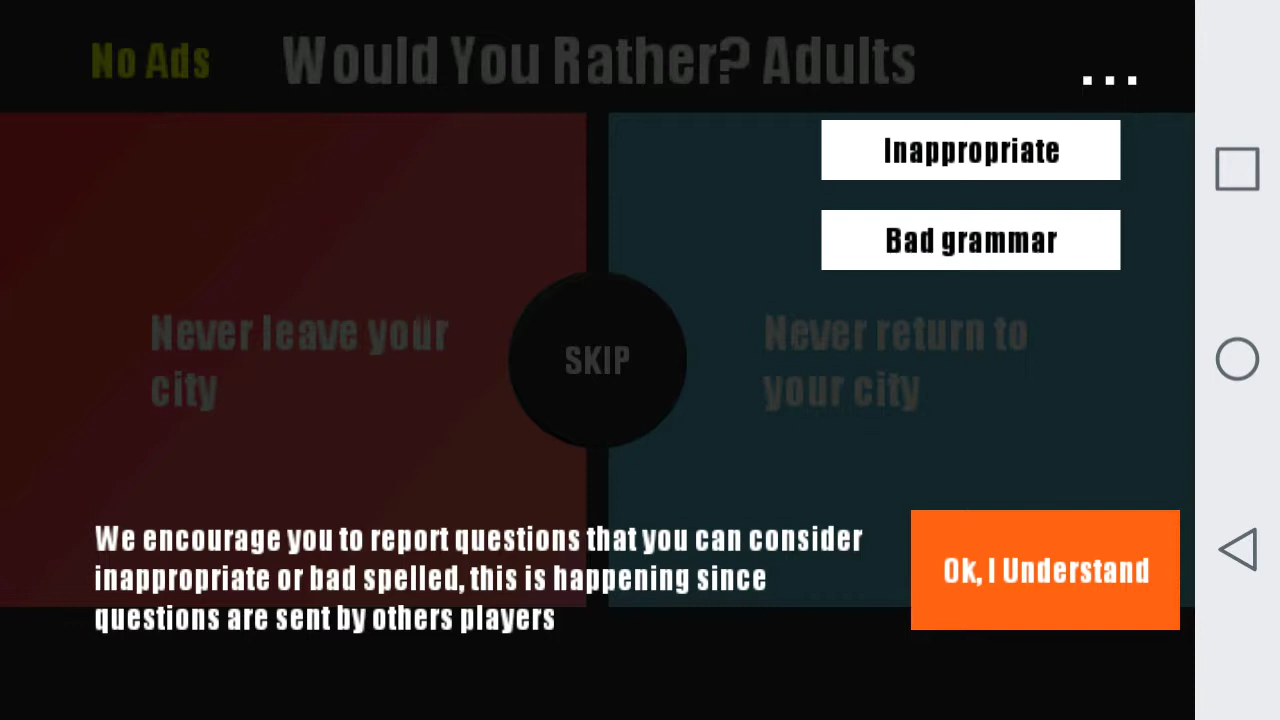 No Ads
Would You Rather? Adults
...
Inappropriate
Bad grammar
Never leave your
city
SKIP
Never return to
your city
We encourage you to report questions that you can consider
inappropriate or bad spelled, this is happening since
questions are sent by others players
Ok, I Understand